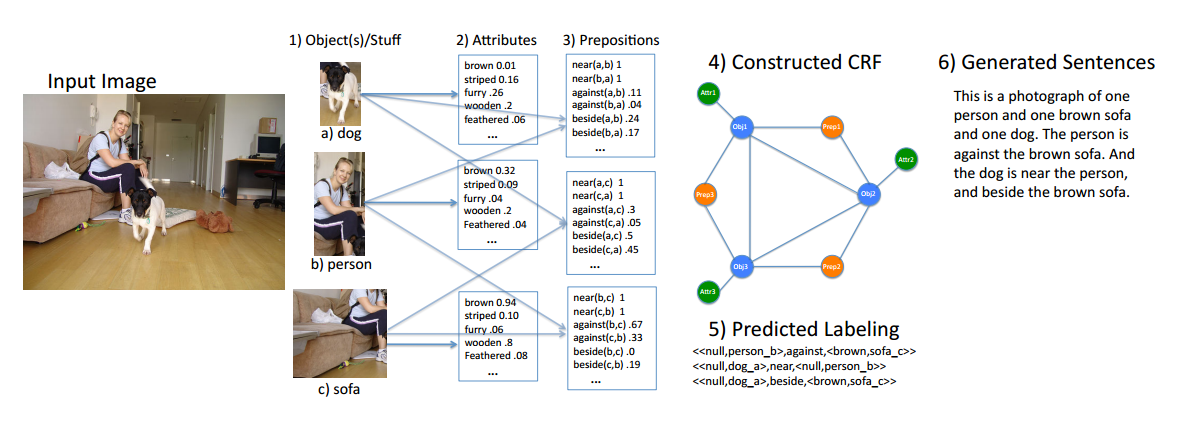 Input Image
1) Object(s)/Stuff
a) dog
b) person
c) sofa
2) Attributes
brown 0.01
striped 0.16
furry .26
wooden .2
feathered .06
...
brown 0.32
striped 0.09
furry .04
wooden .2
Feathered .04
...
brown 0.94
striped 0.10
furry .06
wooden .8
Feathered .08
...
3) Prepositions
near(a,b) 1
near(b,a) 1
against(a,b) .11
against(b,a) .04
beside(a,b) .24
beside(b,a) .17
...
near(a,c) 1
near(c,a) 1
against(a,c) .3
against(c,a) .05
beside(a,c) .5
beside(c,a) .45
...
near(b,c) 1
near(c,b) 1
against(b,c) .67
against(c,b) .33
beside(b,c) .0
beside(c,b) .19
...
4) Constructed CRF
Attr1
Obj1
Prep1
Attr2
Prep3
Obj2
Obj3
Prep2
Attr3
5) Predicted Labeling
<<null,person_b>,against,<brown,sofa_c>>
<<null,dog_a>,near,<null,person_b>>
<<null,dog_a>,beside,<brown,sofa_c>>
6) Generated Sentences
This is a photograph of one
person and one brown sofa
and one dog. The person is
against the brown sofa. And
the dog is near the person,
and beside the brown sofa.